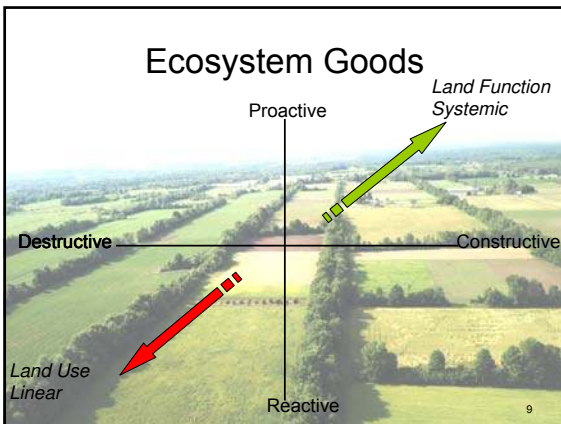 Ecosystem Goods
Land Function
Systemic
Proactive
Destructive
Constructive
Land Use
Linear
Reactive
9